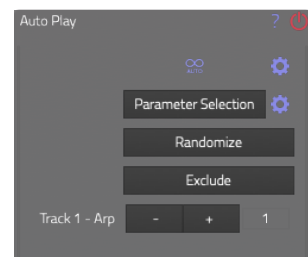 Auto Play ?
AUTO
Parameter Selection
Randomize
Exclude
Track 1 - Arp - + 1